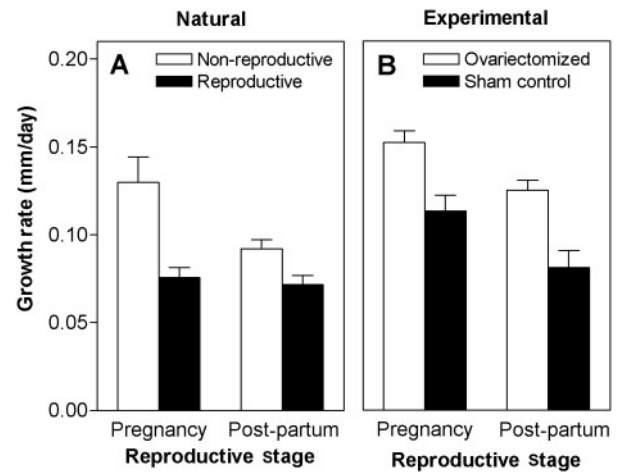 Natural
Experimental
Growth rate (mm/day)
0.20
0.15
0.10
0.05
0.00
A
Non-reproductive
Reproductive
Pregnancy Post-partum
Reproductive stage
B
Ovariectomized
Sham control
Pregnancy Post-partum
Reproductive stage